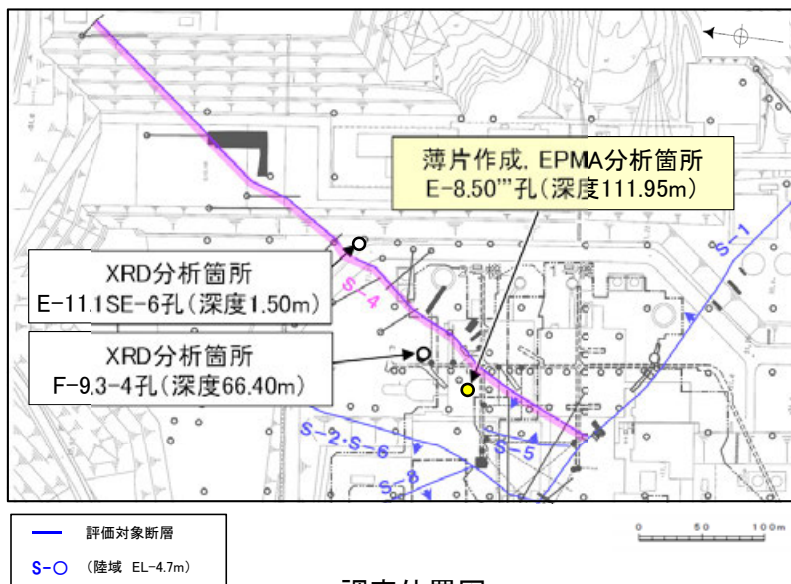 薄片作成, EPMA分析箇所
E-8.50'''孔(深度111.95m)
S-1
XRD分析箇所
E-11.1SE-6孔(深度1.50m)
S-4
2号機
1号機
XRD分析箇所
F-9.3-4孔(深度66.40m)
S-2・S-6
S-5
S-8
評価対象断層
S-○ (陸域 EL-4.7m)
0 50 100m